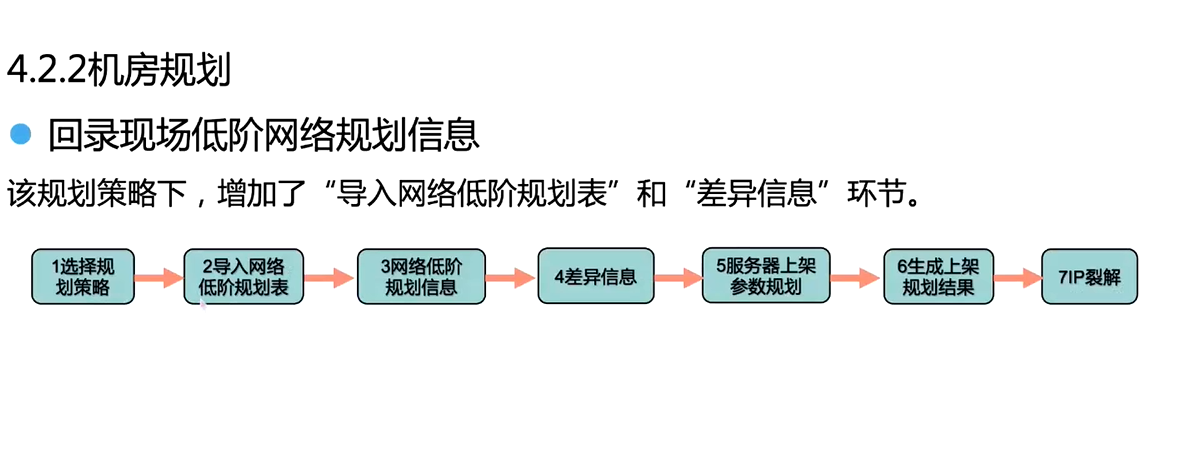 4.2.2机房规划
回录现场低阶网络规划信息
该规划策略下，增加了“导入网络低阶规划表”和“差异信息”环节。
1选择规
划策略
2导入网络
低阶规划表
3网络低阶
规划信息
4差异信息
5服务器上架
参数规划
6生成上架
规划结果
7IP裂解